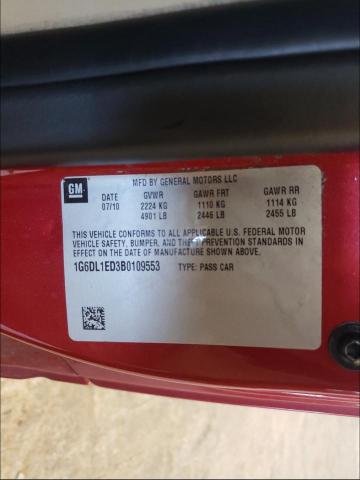 MFD BY GENERAL MOTORS LLC
GM DATE GVWR GAWR FRT GAWR RR
07/10 2224 KG 1110 KG 1114 KG
4901 LB 2446 LB 2455 LB
THIS VEHICLE CONFORMS TO ALL APPLICABLE U.S. FEDERAL MOTOR
VEHICLE SAFETY, BUMPER, AND THEFT PREVENTION STANDARDS IN
EFFECT ON THE DATE OF MANUFACTURE SHOWN ABOVE.
1G6DL1ED3B0109553 TYPE: PASS CAR